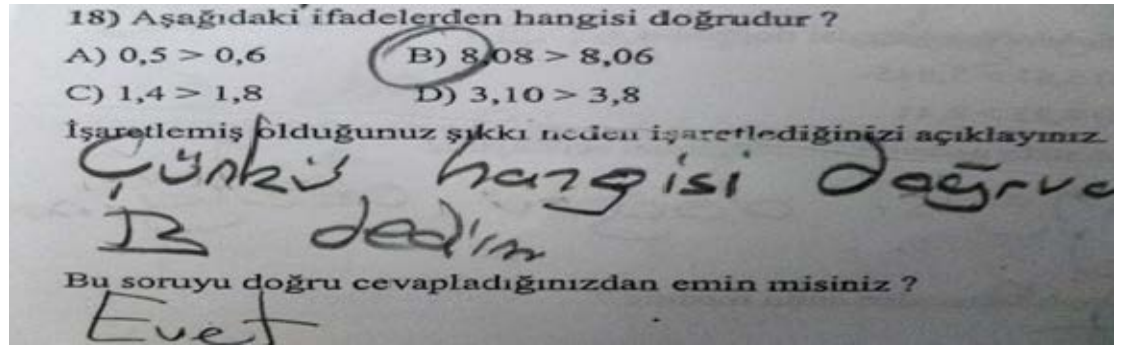 18) Aşağıdaki ifadelerden hangisi doğrudur ?
A) 0,5 > 0,6 B) 8,08 > 8,06
C) 1,4 > 1,8 D) 3,10 > 3,8
İşaretlemiş olduğunuz şıkkı neden işaretlediğinizi açıklayınız.
Çünkü hangisi doğru
B dedim
Bu soruyu doğru cevapladığınızdan emin misiniz ?
Evet